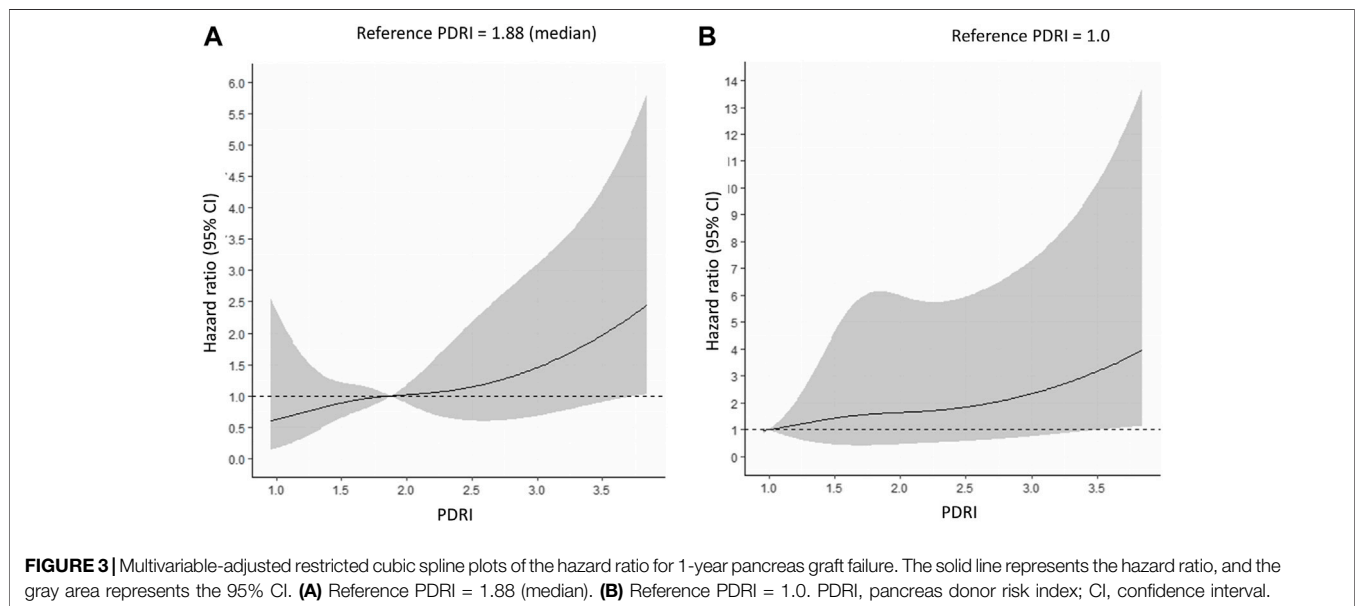 A
Reference PDRI = 1.88 (median)
6.0
5.5
5.0
4.5
4.0
3.5
3.0
2.5
2.0
1.5
1.0
0.5
0.0
Hazard ratio (95% CI)
1.0 1.5 2.0 2.5 3.0 3.5
PDRI
B
Reference PDRI = 1.0
14
13
12
11
10
9
8
7
6
5
4
3
2
1
0
Hazard ratio (95% CI)
1.0 1.5 2.0 2.5 3.0 3.5
PDRI
FIGURE 3 | Multivariable-adjusted restricted cubic spline plots of the hazard ratio for 1-year pancreas graft failure. The solid line represents the hazard ratio, and the
gray area represents the 95% CI. (A) Reference PDRI = 1.88 (median). (B) Reference PDRI = 1.0. PDRI, pancreas donor risk index; CI, confidence interval.